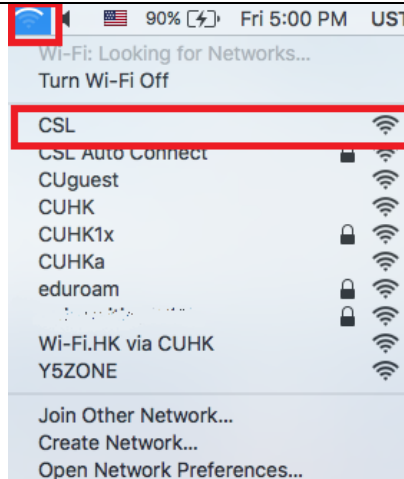 90% Fri 5:00 PM UST
Wi-Fi: Looking for Networks...
Turn Wi-Fi Off
CSL
CSL Auto Connect
CUguest
CUHK
CUHK1x
CUHKa
eduroam
Wi-Fi.HK via CUHK
Y5ZONE
Join Other Network...
Create Network...
Open Network Preferences...